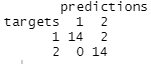 predictions
targets 1 2
1 14 2
2 0 14